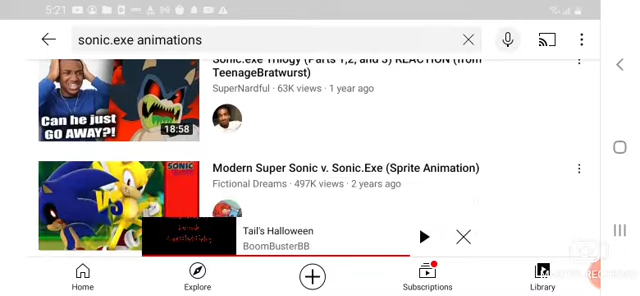 5:21
sonic.exe animations
sonic.exe Trilogy (Parts 1,2, and 3) REACTION (from
TeenageBratwurst)
SuperNardful · 63K views · 1 year ago
Can he just
GO AWAY?!
18:58
Modern Super Sonic v. Sonic.Exe (Sprite Animation)
Fictional Dreams · 497K views · 2 years ago
SONIC
Tail's Halloween
BoomBusterBB
Home
Explore
Subscriptions
Library